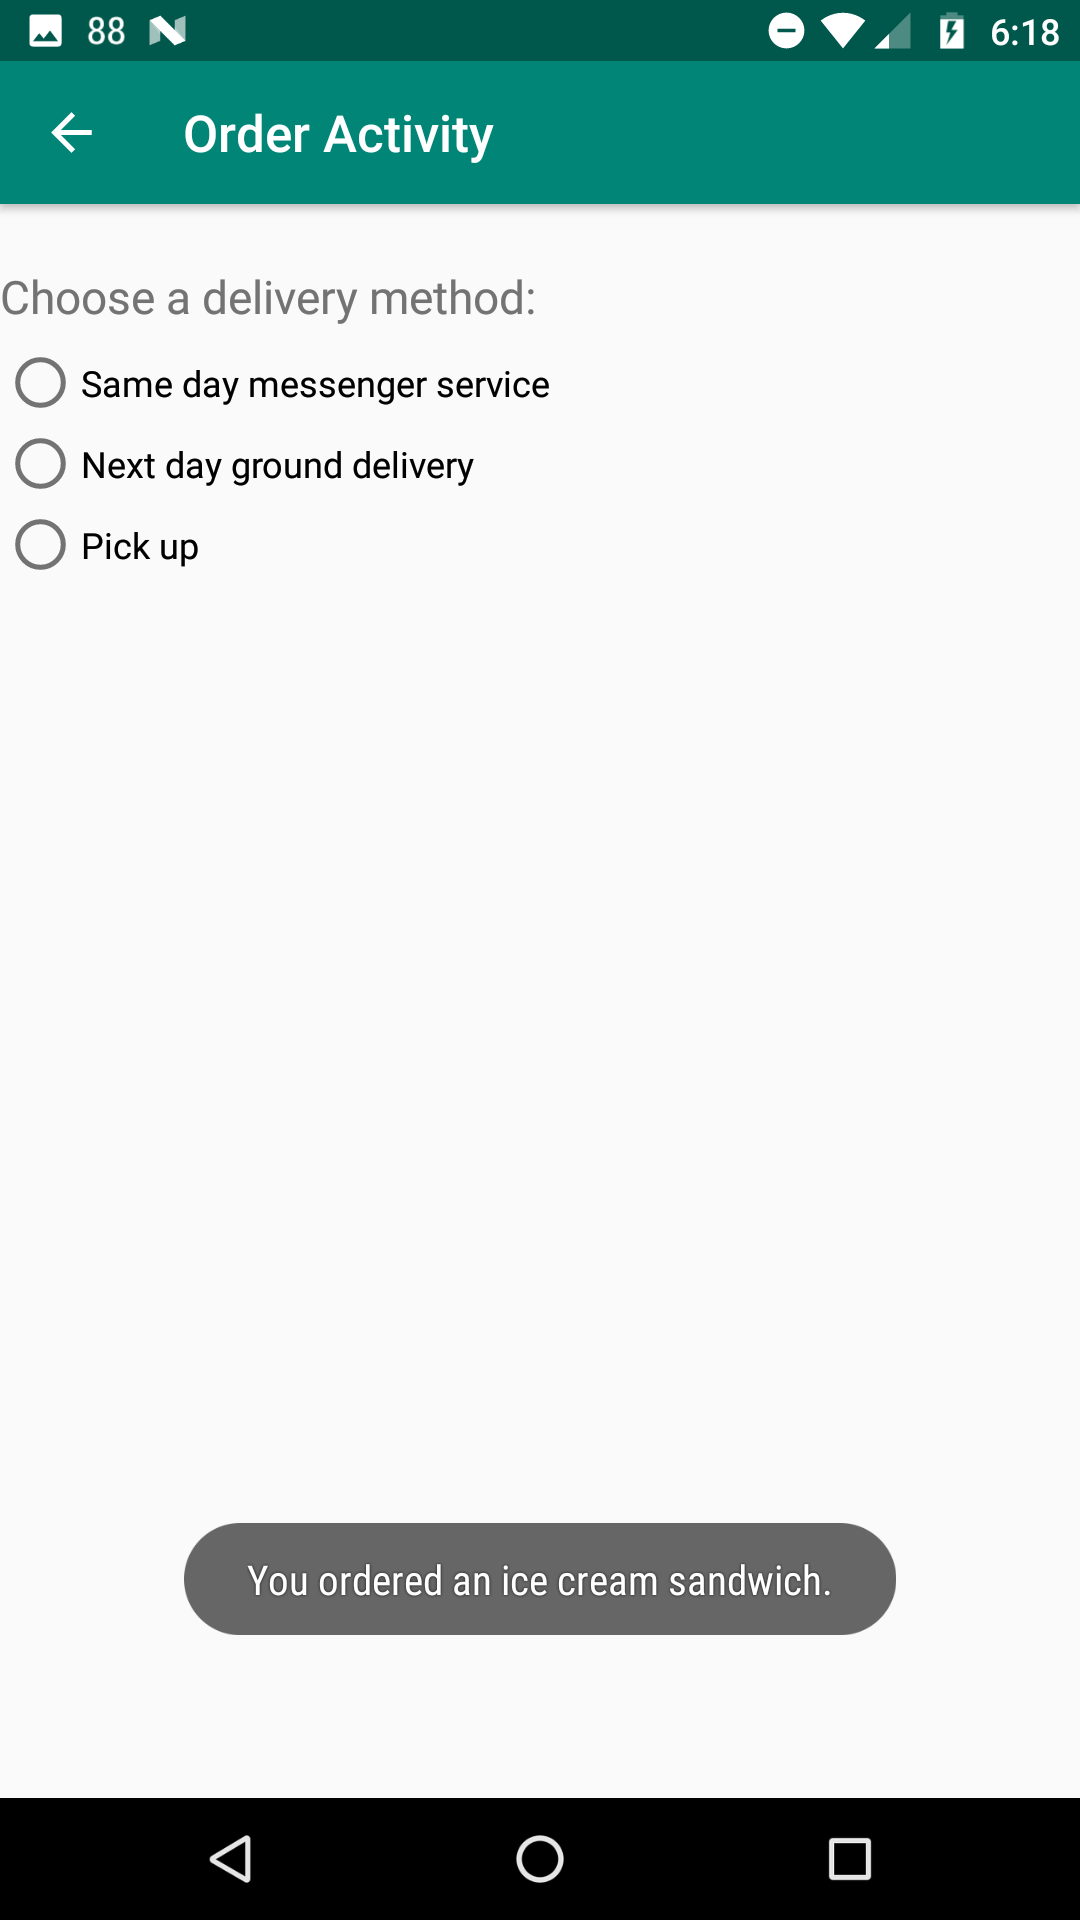 88 6:18
Order Activity
Choose a delivery method:
Same day messenger service
Next day ground delivery
Pick up
You ordered an ice cream sandwich.